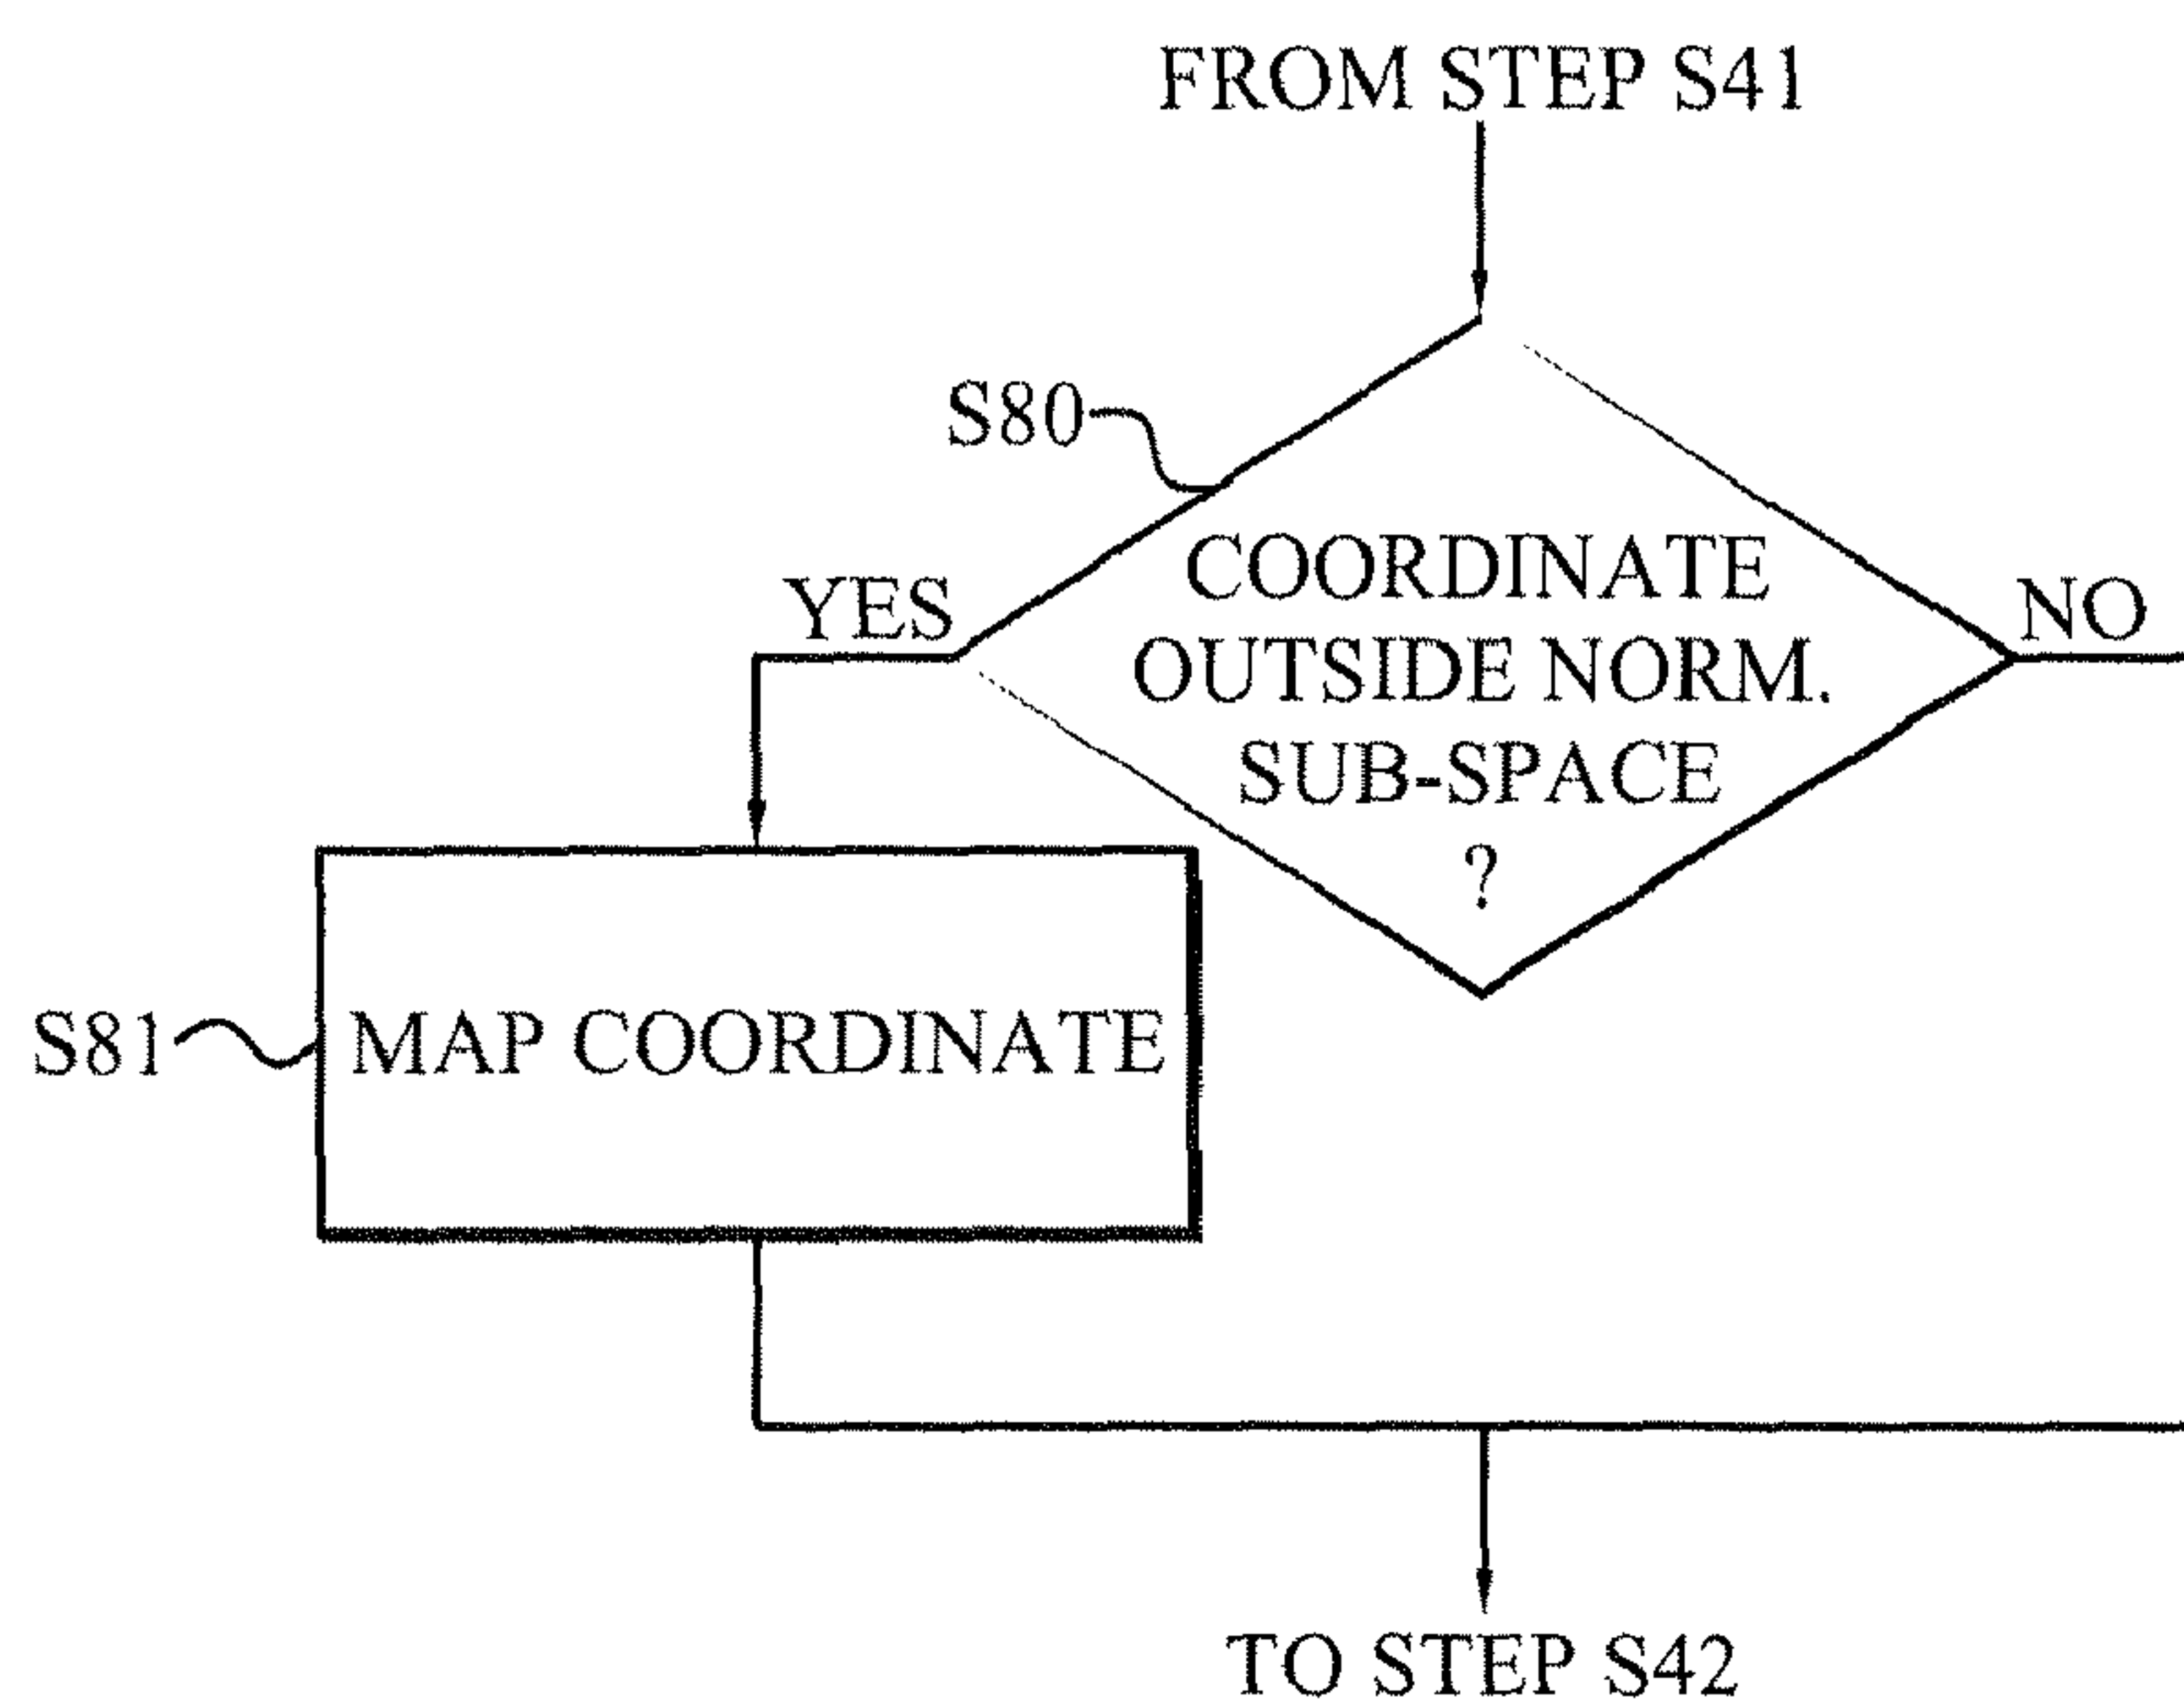 FROM STEP S41
S80
COORDINATE
OUTSIDE NORM.
SUB-SPACE
?
YES
NO
S81
MAP COORDINATE
TO STEP S42